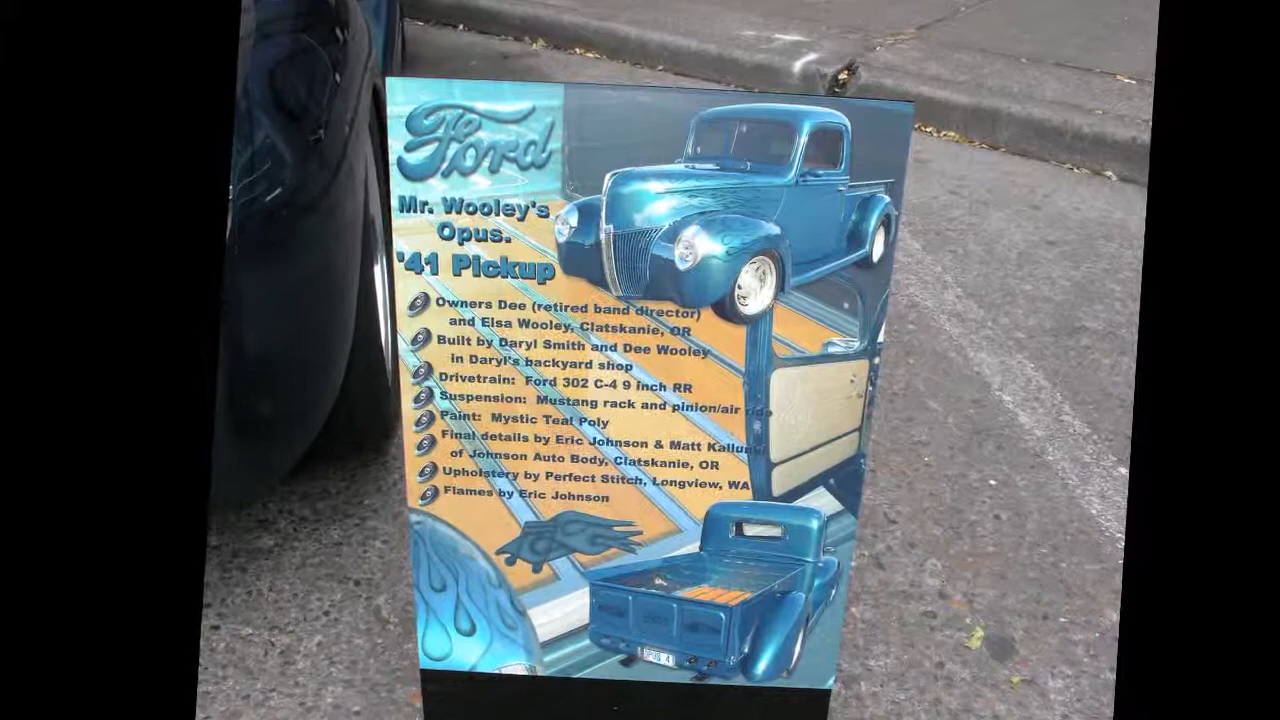 Ford
Mr. Wooley's
Opus.
'41 Pickup
Owners Dee (retired band director)
and Elsa Wooley, Clatskanie, OR
Built by Daryl Smith and Dee Wooley
in Daryl's backyard shop
Drivetrain: Ford 302 C-4 9 inch RR
Suspension: Mustang rack and pinion/air ride
Paint: Mystic Teal Poly
Final details by Eric Johnson & Matt
of Johnson Auto Body, Clatskanie, OR
Upholstery by Perfect Stitch, Longview, WA
Flames by Eric Johnson